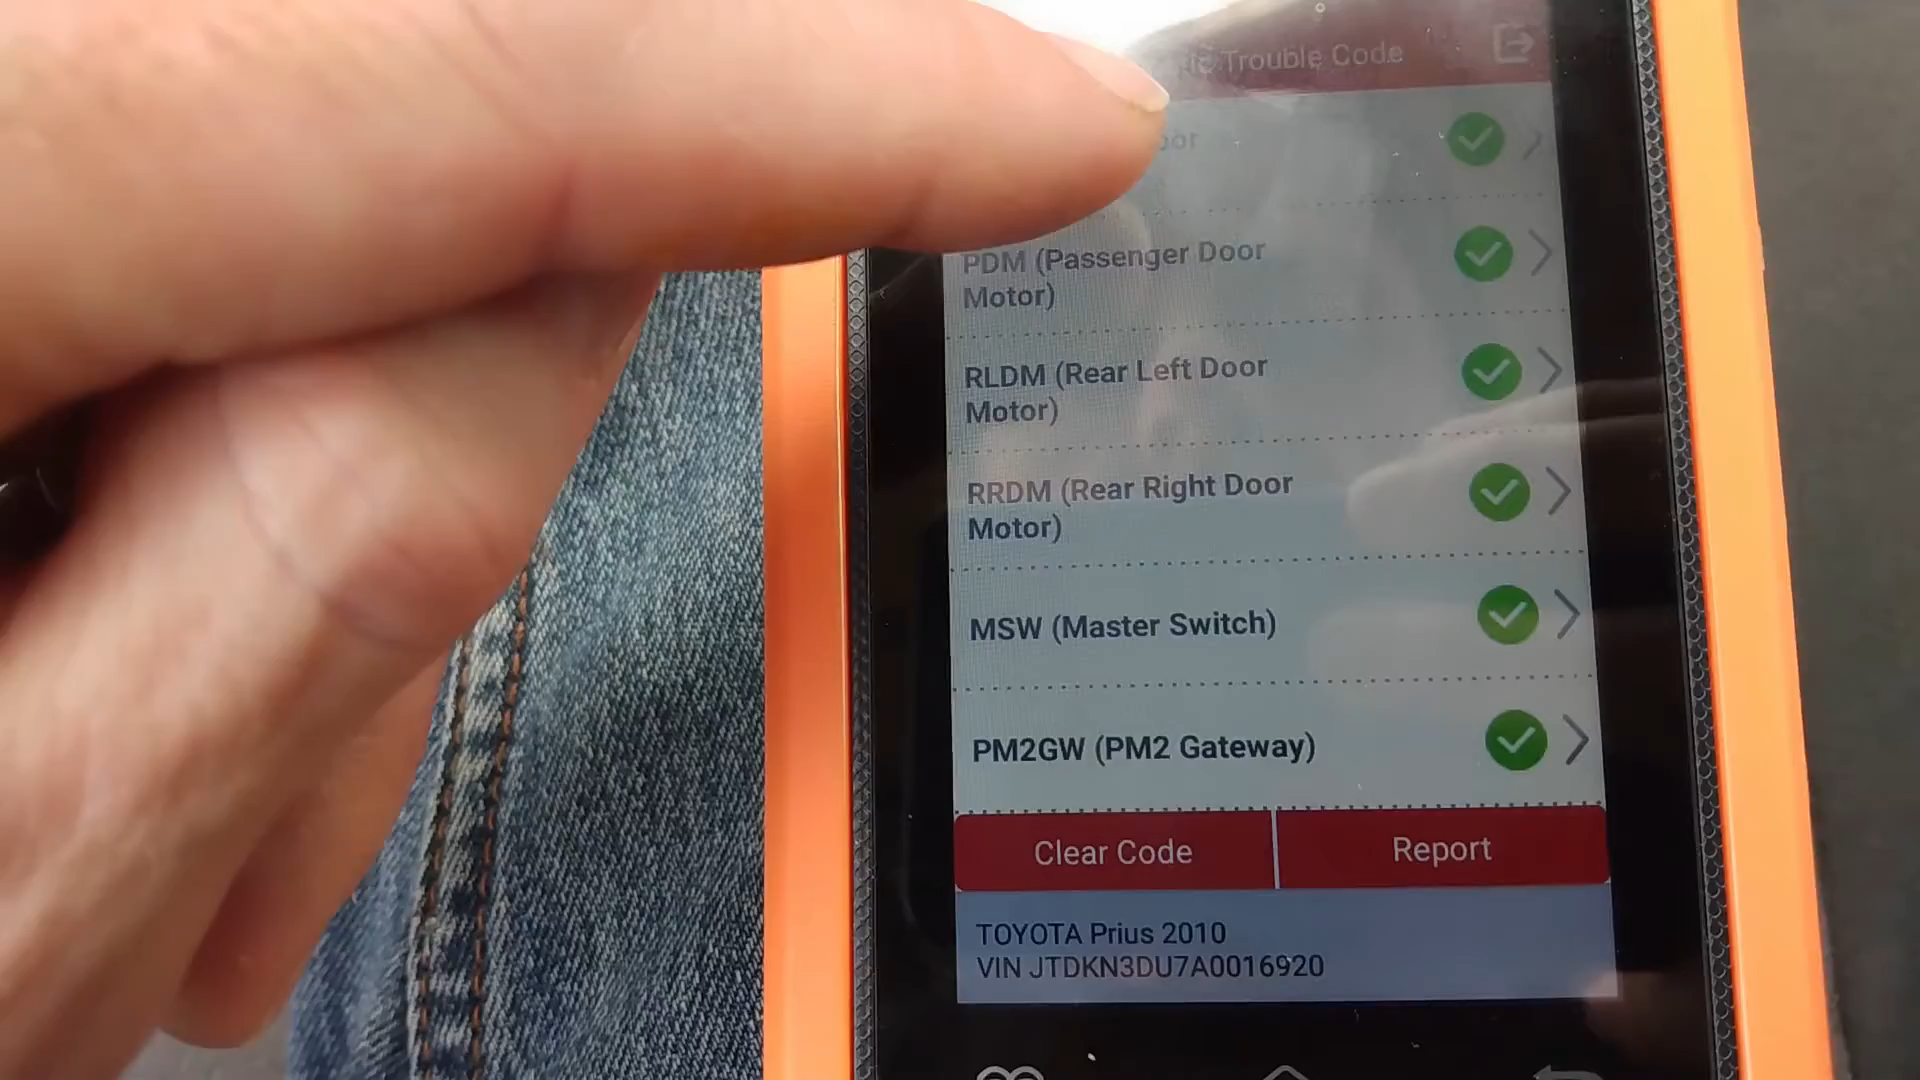 Trouble Code
PDM (Passenger Door
Motor)
RLDM (Rear Left Door
Motor)
RRDM (Rear Right Door
Motor)
MSW (Master Switch)
PM2GW (PM2 Gateway)
Clear Code
Report
TOYOTA Prius 2010
VIN JTDKN3DU7A0016920